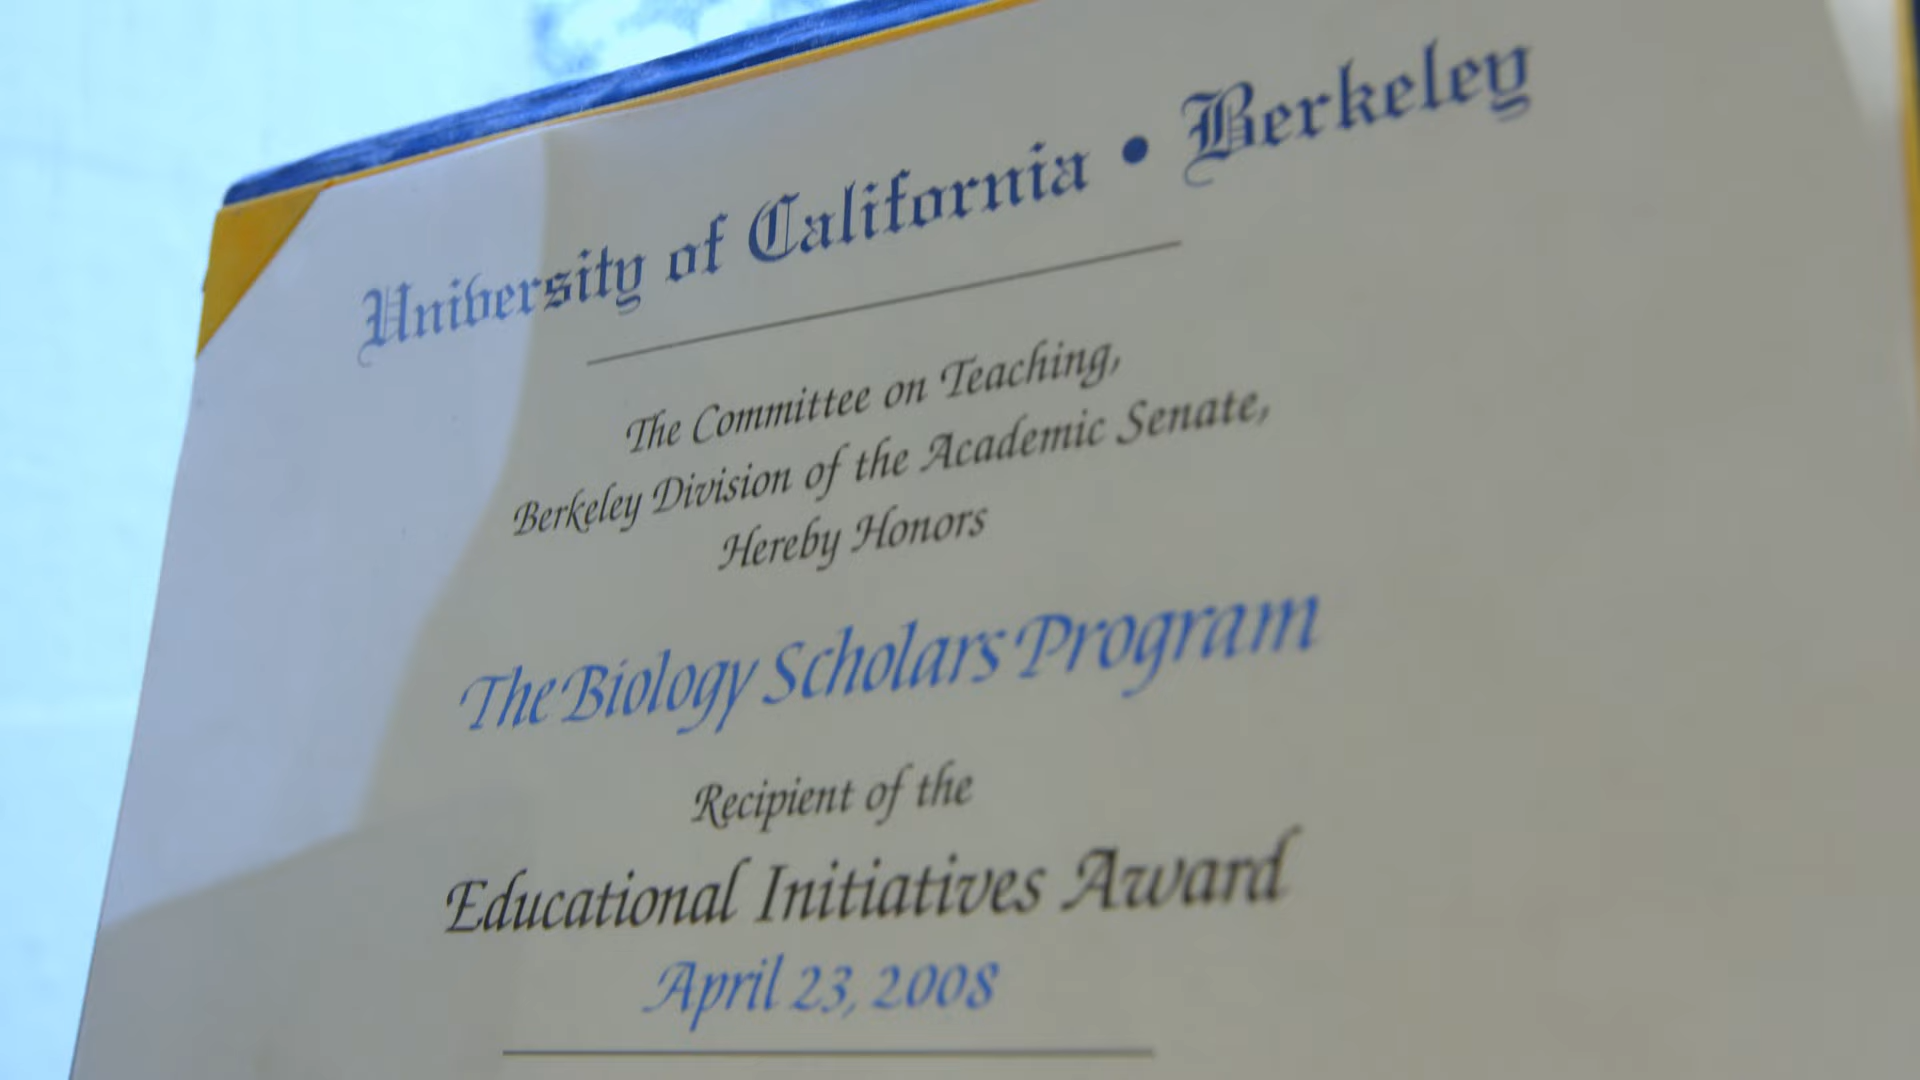 University of California • Berkeley
The Committee on Teaching,
Berkeley Division of the Academic Senate,
Hereby Honors
The Biology Scholars Program
Recipient of the
Educational Initiatives Award
April 23, 2008